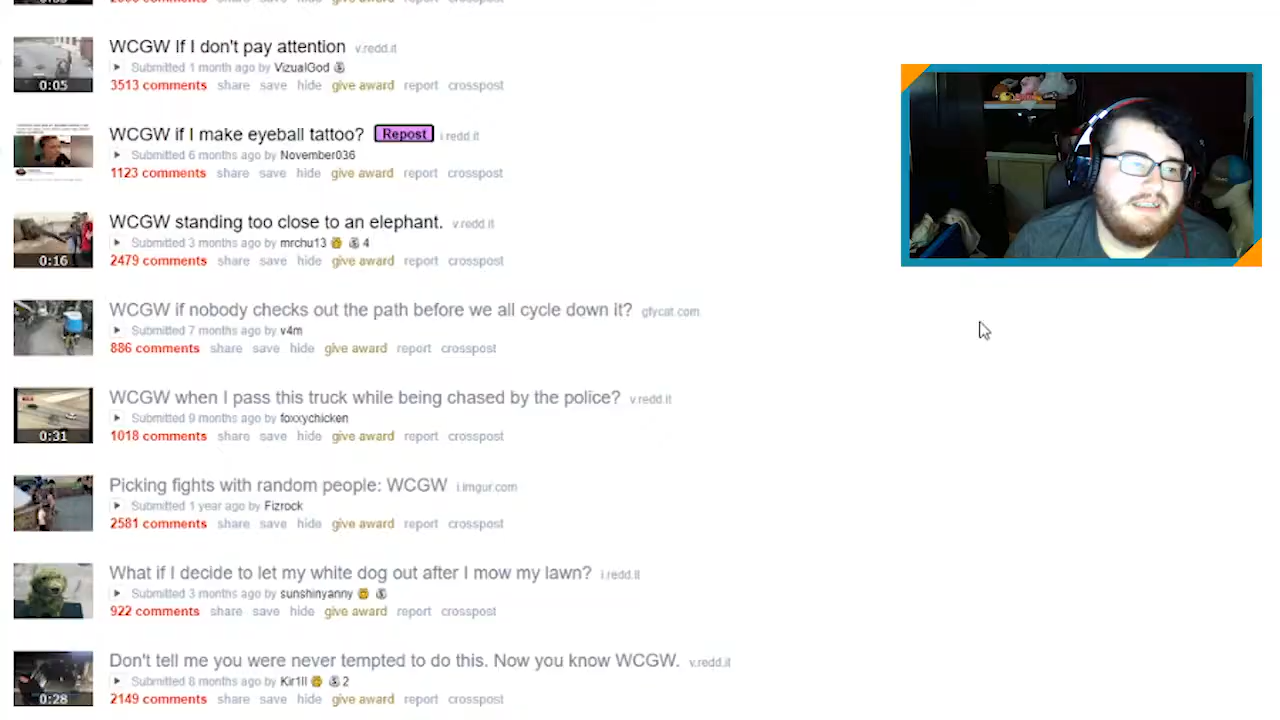 WCGW if I don't pay attention v.redd.it
Submitted 1 month ago by VizualGod
3513 comments share save hide give award report crosspost
0:05
WCGW if I make eyeball tattoo? Repost i.redd.it
Submitted 6 months ago by November036
1123 comments share save hide give award report crosspost
WCGW standing too close to an elephant. v.redd.it
Submitted 3 months ago by mrchu13 4
2479 comments share save hide give award report crosspost
0:16
WCGW if nobody checks out the path before we all cycle down it? gfycat.com
Submitted 7 months ago by v4m
886 comments share save hide give award report crosspost
WCGW when I pass this truck while being chased by the police? v.redd.it
Submitted 9 months ago by foxxychicken
1018 comments share save hide give award report crosspost
0:31
Picking fights with random people: WCGW i.imgur.com
Submitted 1 year ago by Fizrock
2581 comments share save hide give award report crosspost
What if I decide to let my white dog out after I mow my lawn? i.redd.it
Submitted 3 months ago by sunshinyanny
922 comments share save hide give award report crosspost
Don't tell me you were never tempted to do this. Now you know WCGW. v.redd.it
Submitted 8 months ago by 2
2149 comments share save hide give award report crosspost
0:28